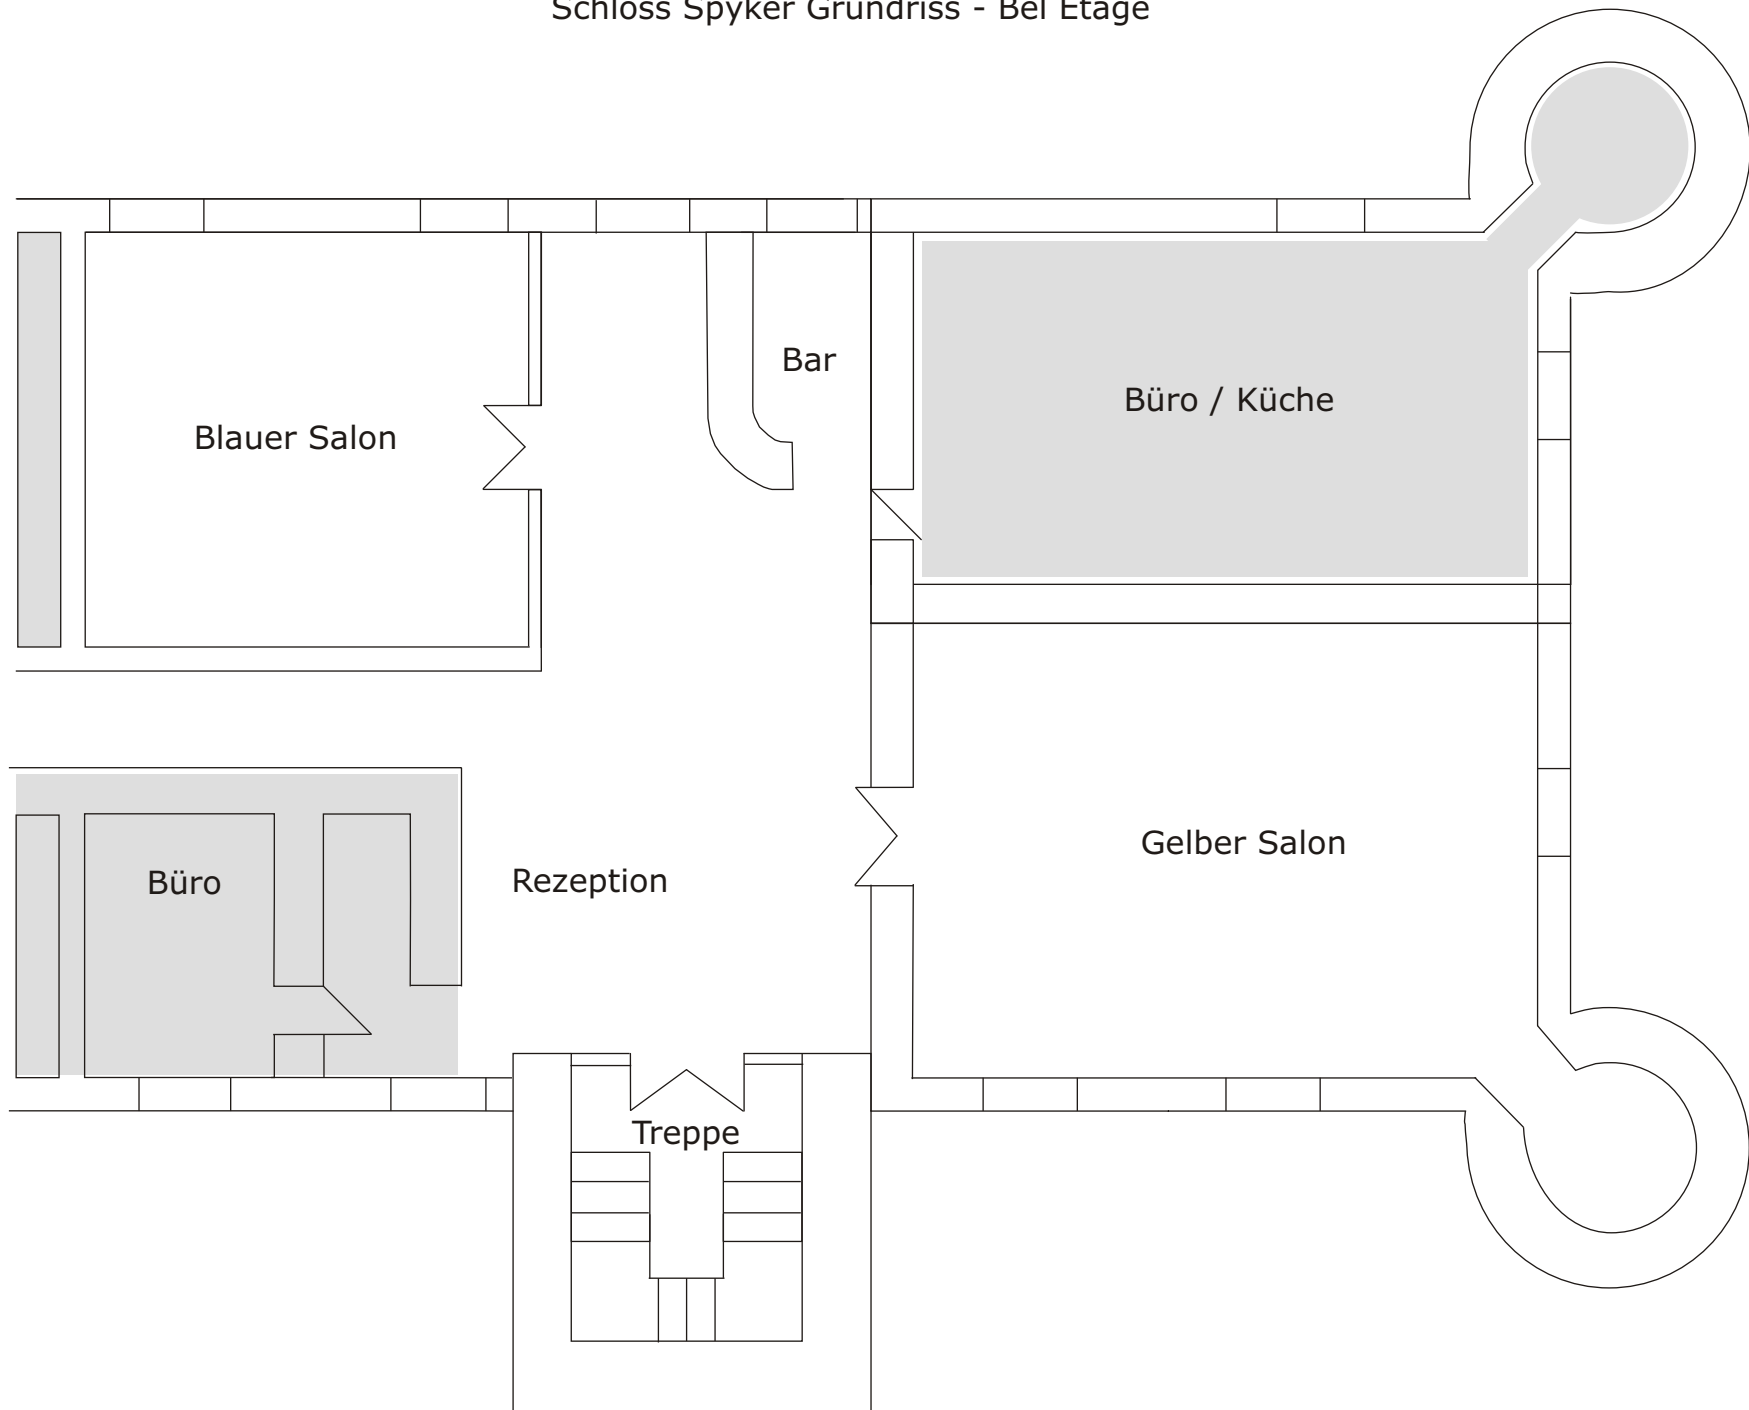 Schloss Spyker Grundriss - Bel Etage
Bar
Büro / Küche
Blauer Salon
Gelber Salon
Büro
Rezeption
Treppe